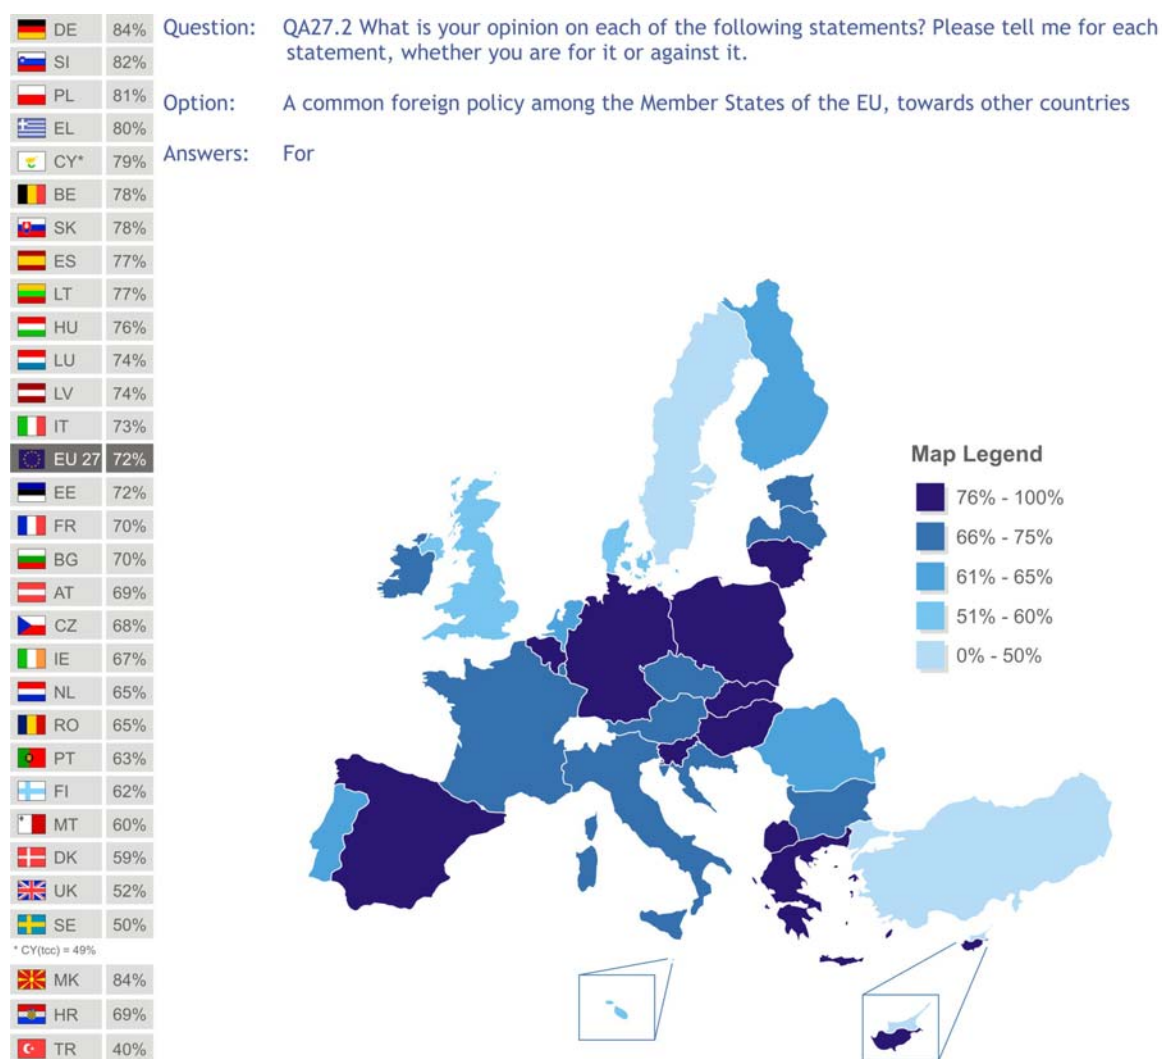 DE 84%
SI 82%
PL 81%
EL 80%
CY* 79%
BE 78%
SK 78%
ES 77%
LT 77%
HU 76%
LU 74%
LV 74%
IT 73%
EU 27 72%
EE 72%
FR 70%
BG 70%
AT 69%
CZ 68%
IE 67%
NL 65%
RO 65%
PT 63%
FI 62%
MT 60%
DK 59%
UK 52%
SE 50%
* CY(tcc) = 49%
MK 84%
HR 69%
TR 40%
Question: QA27.2 What is your opinion on each of the following statements? Please tell me for each
statement, whether you are for it or against it.
Option: A common foreign policy among the Member States of the EU, towards other countries
Answers: For
Map Legend
76% - 100%
66% - 75%
61% - 65%
51% - 60%
0% - 50%